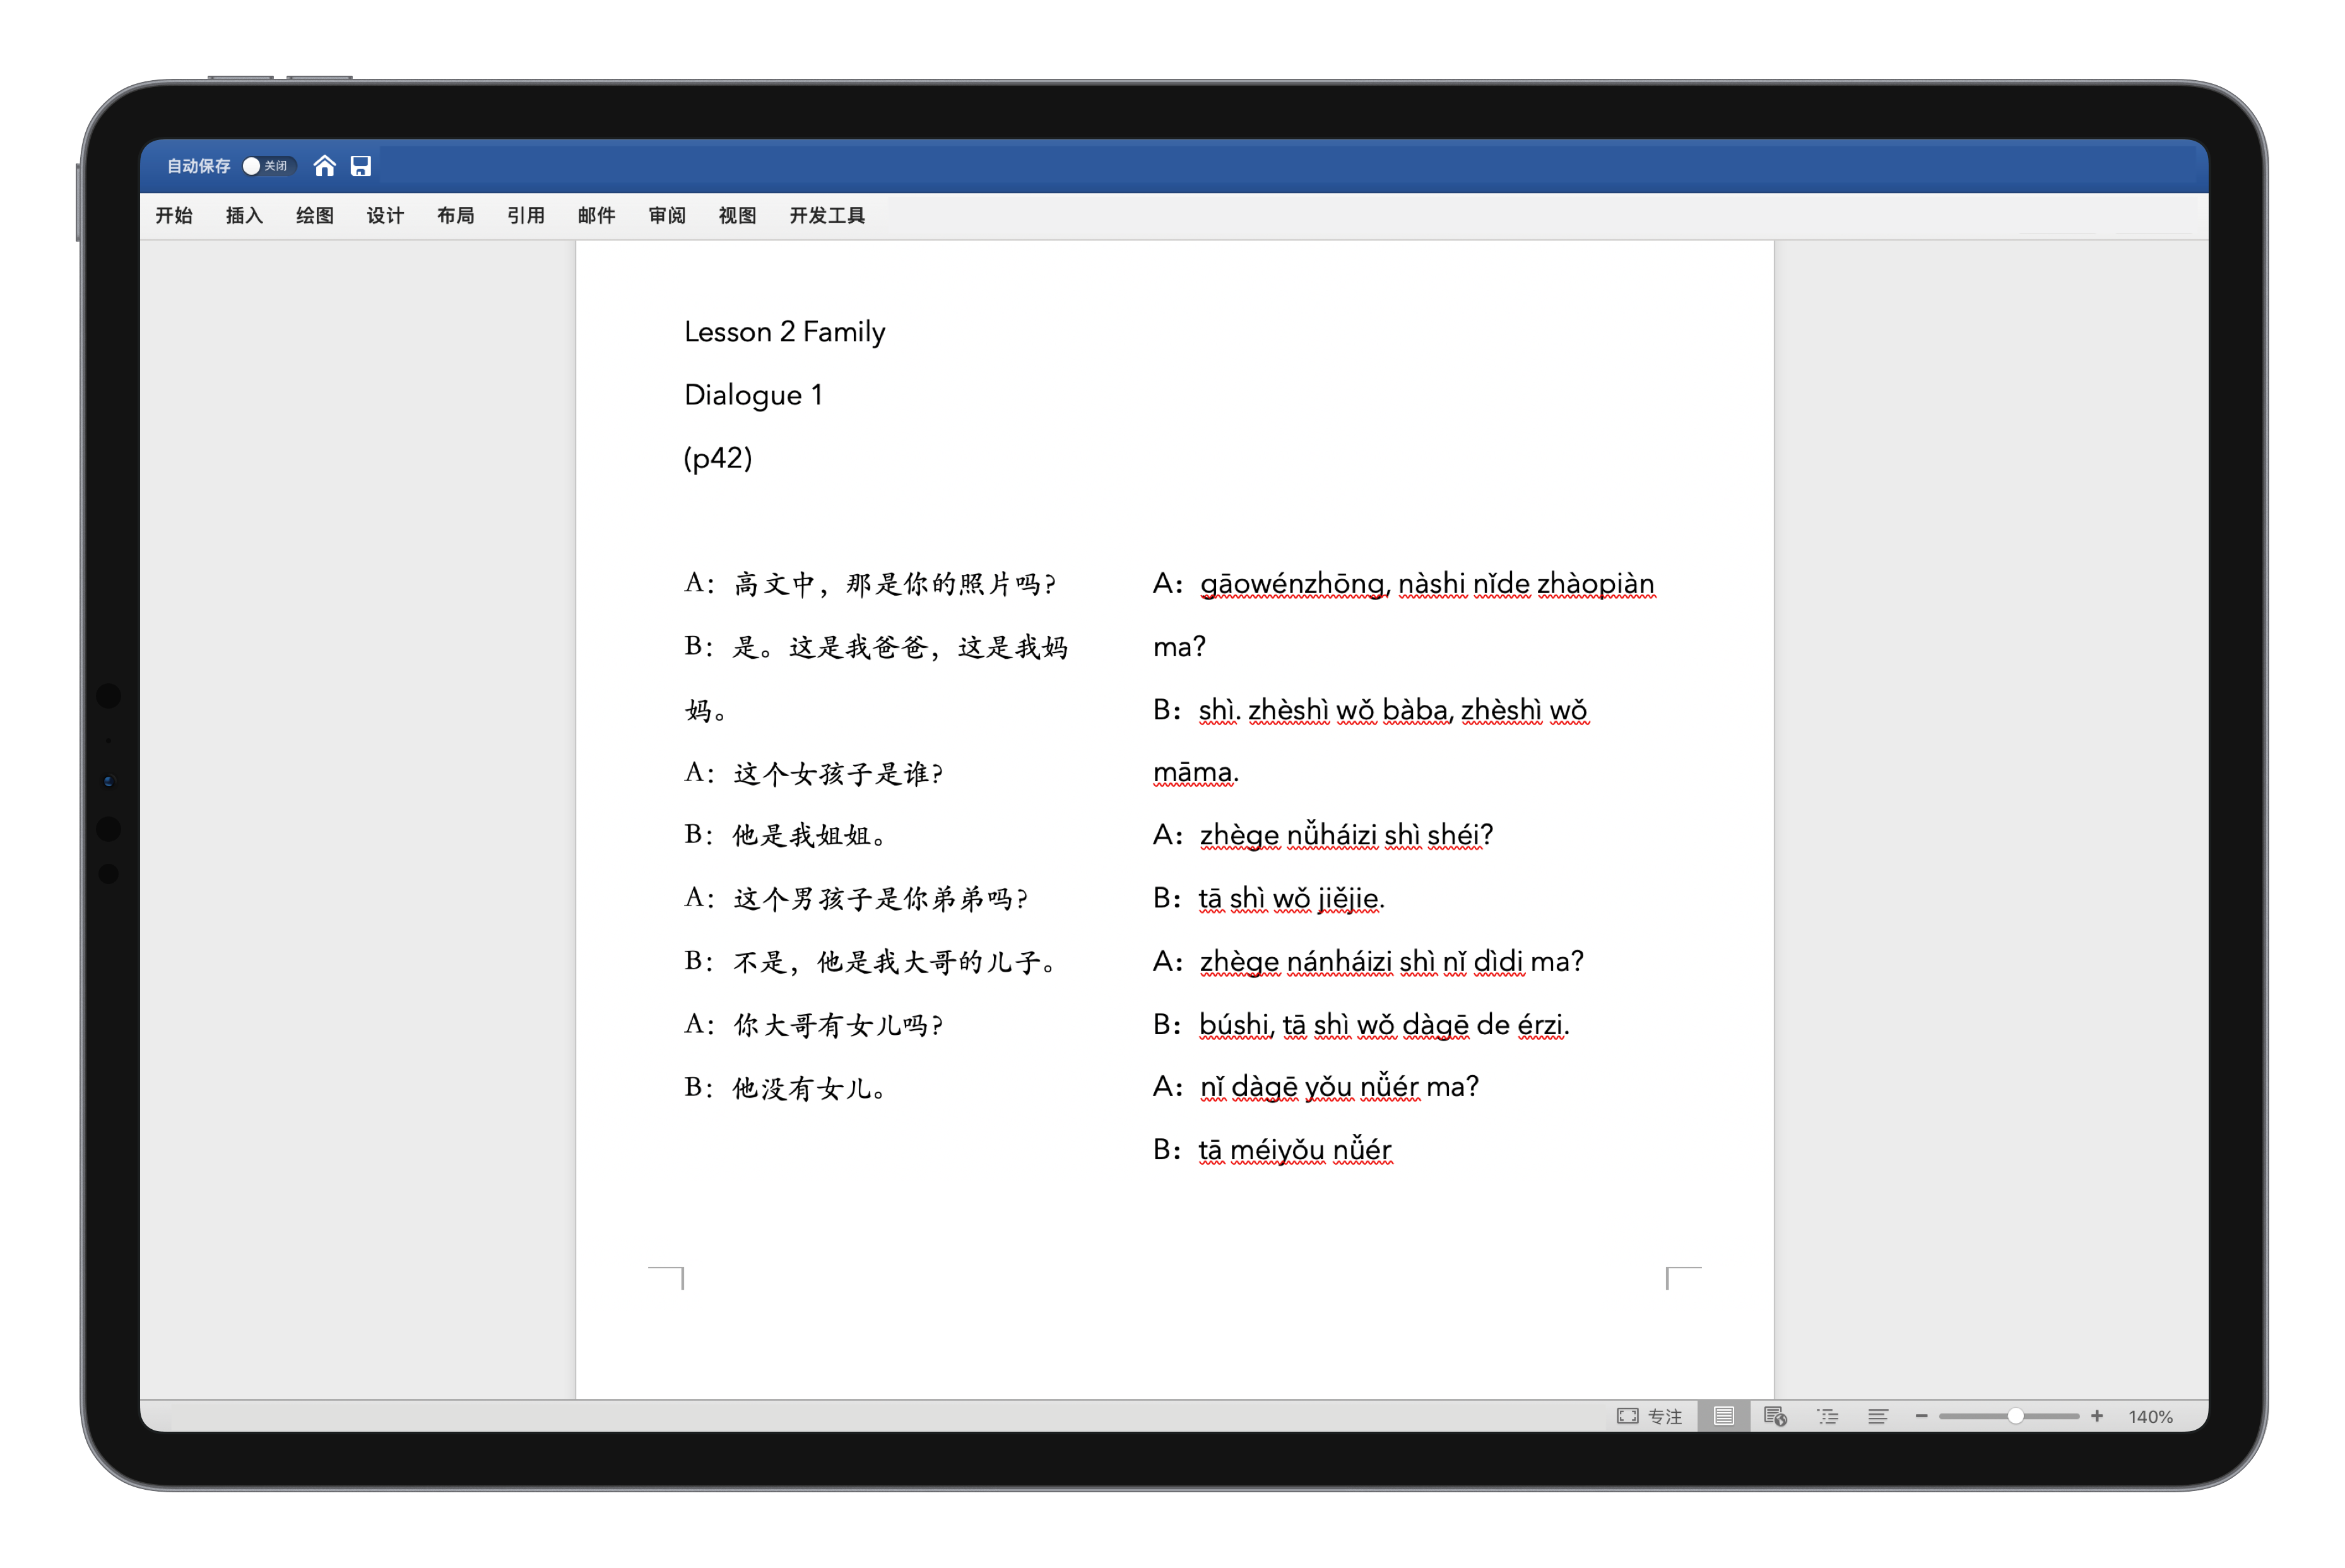 自动保存 关闭
开始 插入 绘图 设计 布局 引用 邮件 审阅 视图 开发工具
Lesson 2 Family
Dialogue 1
(p42)
A：高文中，那是你的照片吗？
B：是。这是我爸爸，这是我妈
妈。
A：这个女孩子是谁？
B：他是我姐姐。
A：这个男孩子是你弟弟吗？
B：不是，他是我大哥的儿子。
A：你大哥有女儿吗？
B：他没有女儿。
A：gāowénzhōng, nàshi nǐde zhàopiàn
ma?
B：shì. zhèshì wǒ bàba, zhèshì wǒ
māma.
A：zhège nǚháizi shì shéi?
B：tā shì wǒ jiějie.
A：zhège nánháizi shì nǐ dìdi ma?
B：búshi, tā shì wǒ dàgē de érzi.
A：nǐ dàgē yǒu nǚér ma?
B：tā méiyǒu nǚér
专注 140%